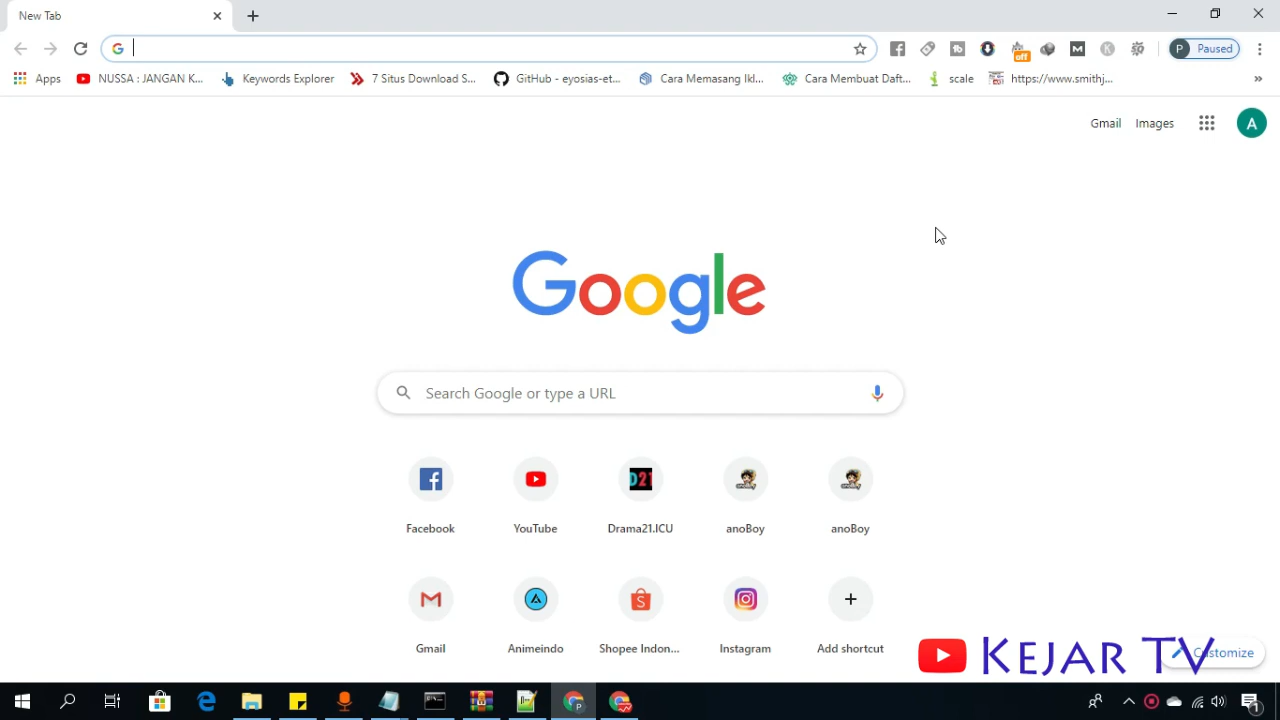 New Tab
Paused
Apps
NUSSA : JANGAN K...
Keywords Explorer
7 Situs Download S...
GitHub - eyosias-et...
Cara Memasang Ikl...
Cara Membuat Daft...
scale
https://www.smithj...
off
Gmail
Images
A
P
Google
Search Google or type a URL
D21
Facebook
YouTube
Drama21.ICU
anoBoy
anoBoy
Gmail
Animeindo
Shopee Indon...
Instagram
Add shortcut
KEJAR TV
Customize